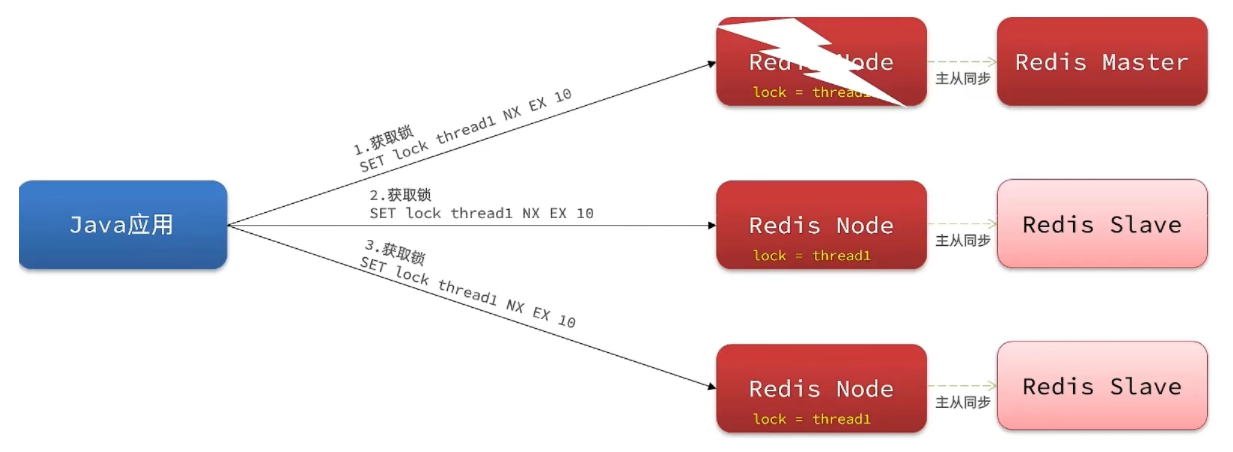 Redis Node
lock = thread1
主从同步
Redis Master
1.获取锁
SET lock thread1 NX EX 10
Java应用
2.获取锁
SET lock thread1 NX EX 10
Redis Node
lock = thread1
主从同步
Redis Slave
3.获取锁
SET lock thread1 NX EX 10
Redis Node
lock = thread1
主从同步
Redis Slave